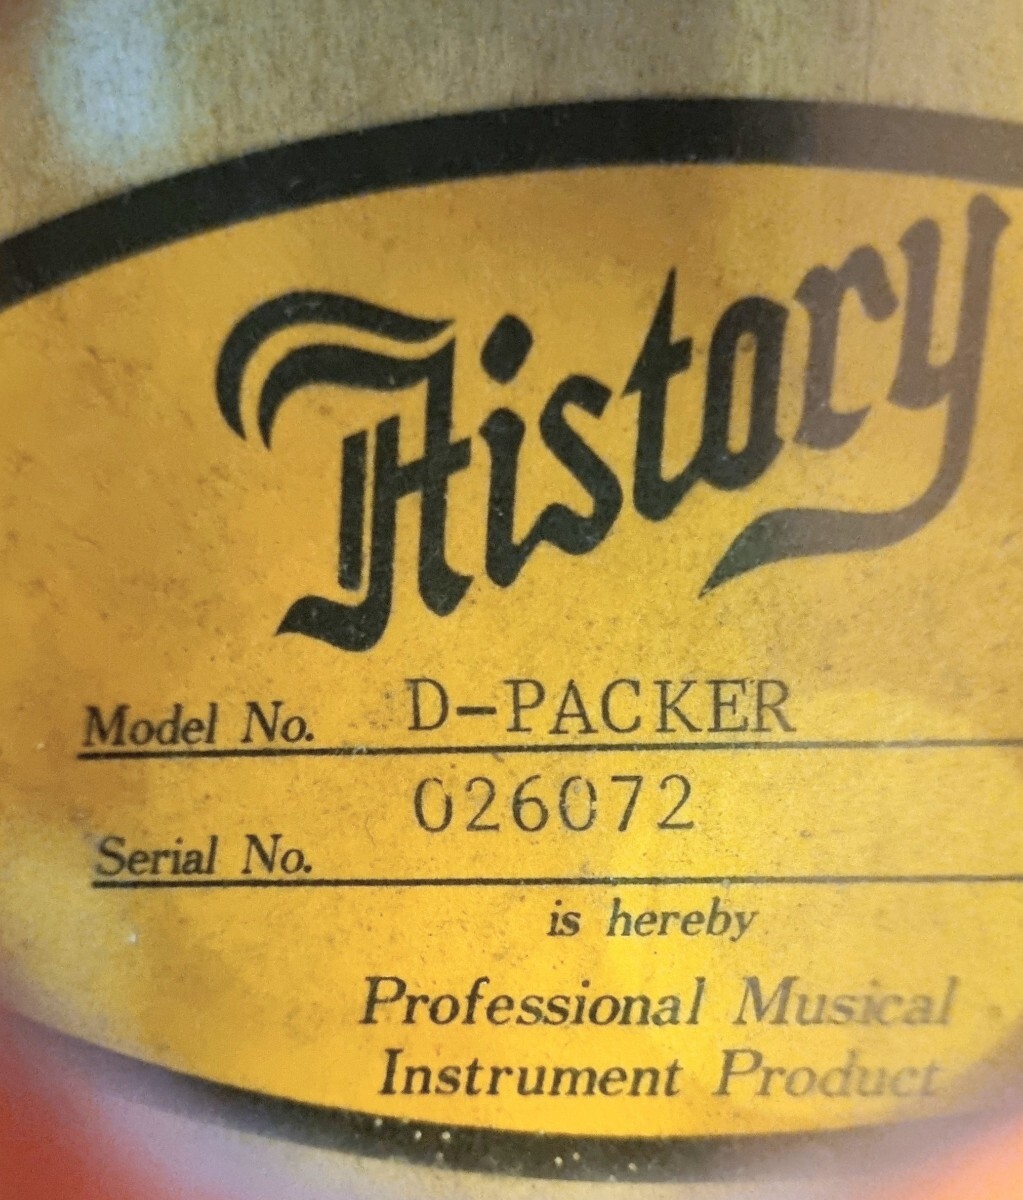 History
Model No. D-PACKER
Serial No. 026072
is hereby
Professional Musical
Instrument Product